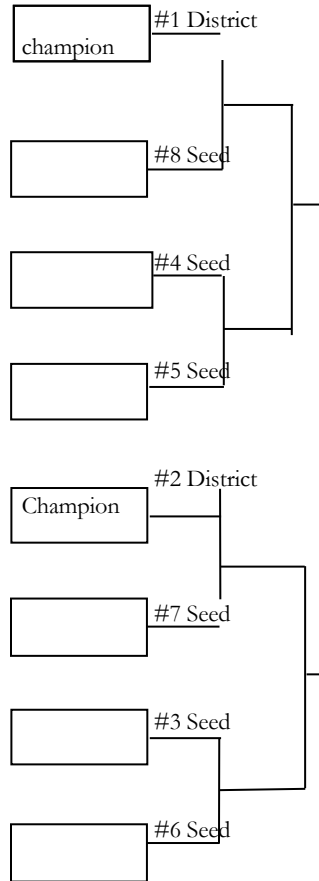 #1 District
champion
#8 Seed
#4 Seed
#5 Seed
#2 District
Champion
#7 Seed
#3 Seed
#6 Seed